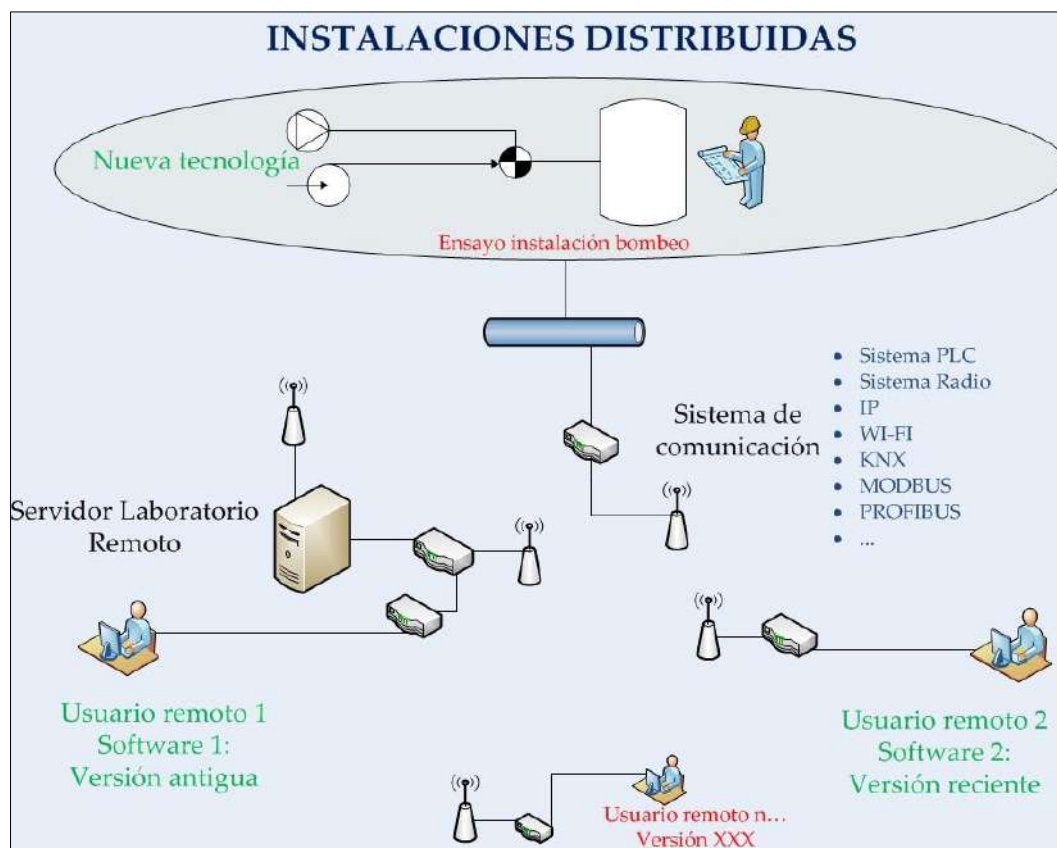 INSTALACIONES DISTRIBUIDAS
Nueva tecnología
Ensayo instalación bombeo
Sistema de
comunicación
• Sistema PLC
• Sistema Radio
• IP
• WI-FI
• KNX
• MODBUS
• PROFIBUS
• ...
Servidor Laboratorio
Remoto
Usuario remoto 1
Software 1:
Versión antigua
Usuario remoto 2
Software 2:
Versión reciente
Usuario remoto n...
Versión XXX